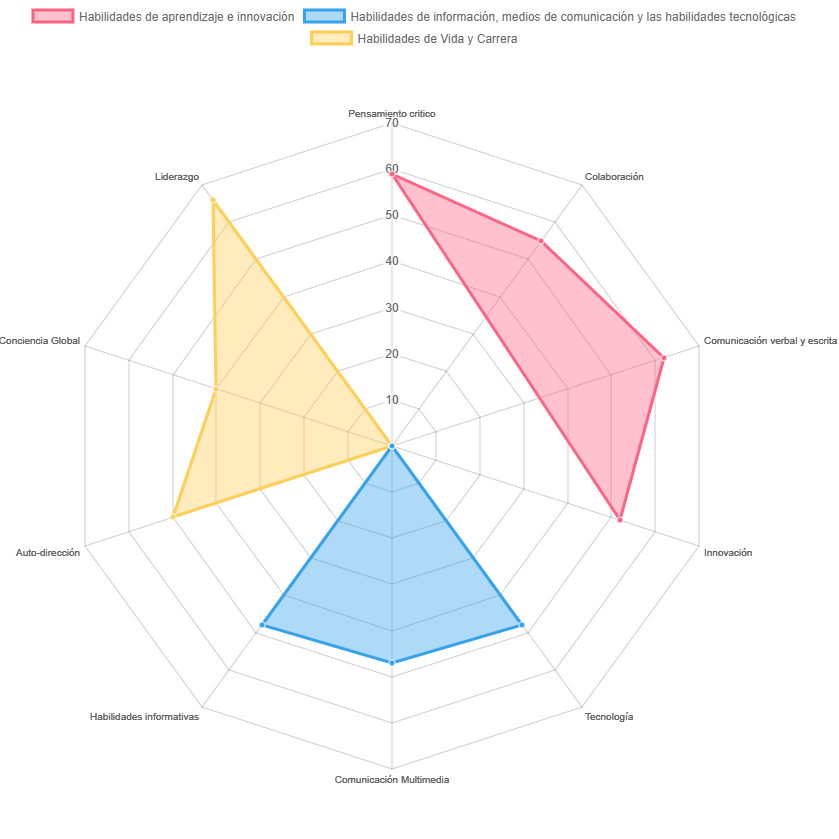 Habilidades de aprendizaje e innovación
Habilidades de información, medios de comunicación y las habilidades tecnológicas
Habilidades de Vida y Carrera
Pensamiento critico
70
Liderazgo
Colaboración
60
50
40
Conciencia Global
Comunicación verbal y escrita
30
20
10
Auto-dirección
Innovación
Habilidades informativas
Tecnología
Comunicación Multimedia